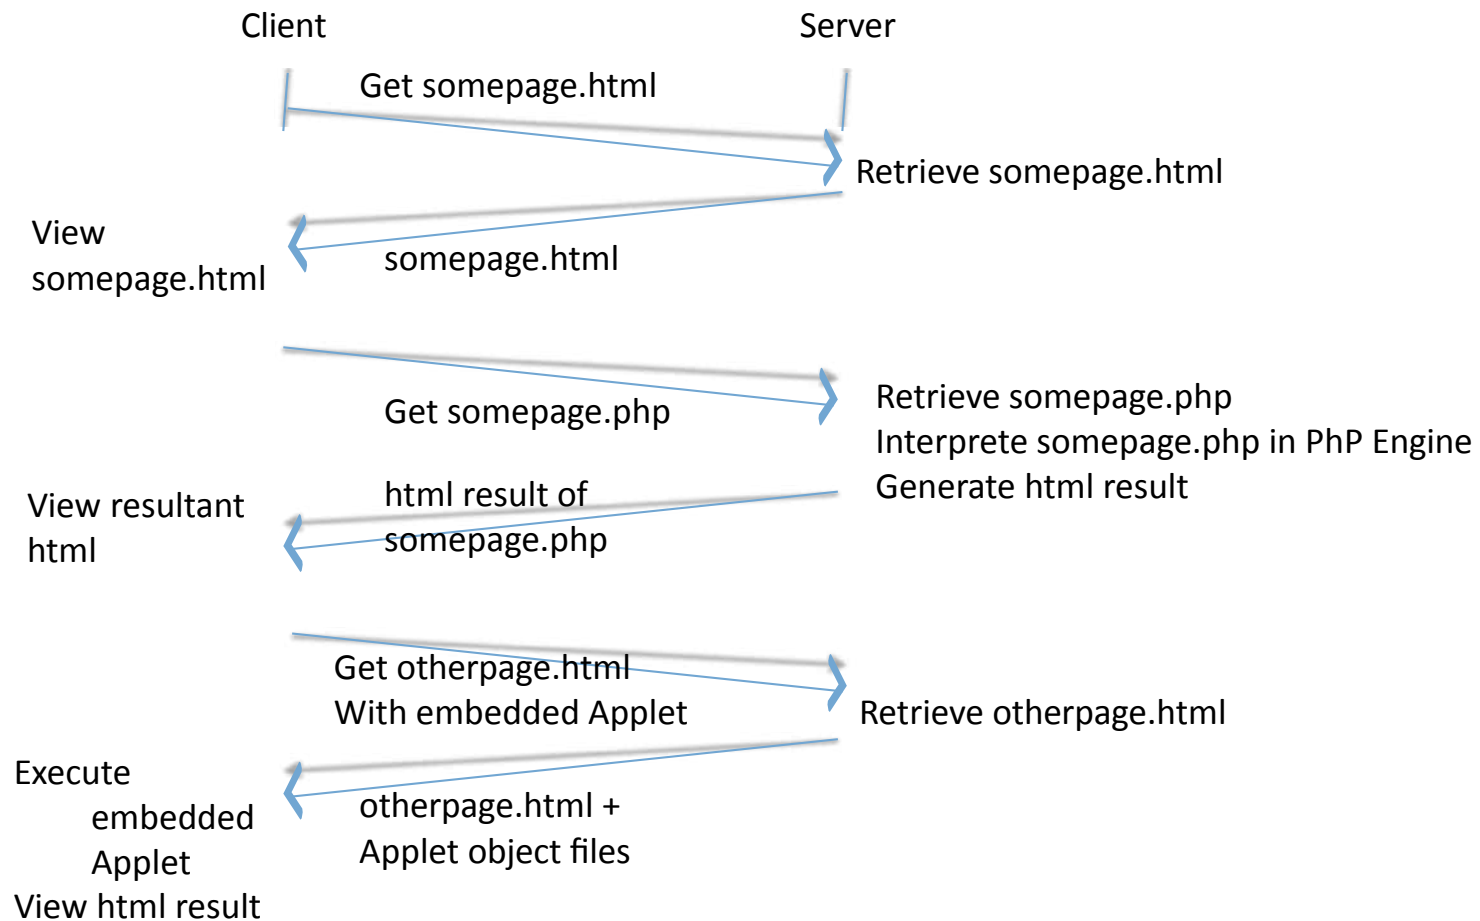 Client
Server
Get somepage.html
Retrieve somepage.html
View
somepage.html
somepage.html
Get somepage.php
Retrieve somepage.php
Interprete somepage.php in PhP Engine
Generate html result
html result of
somepage.php
View resultant
html
Get otherpage.html
With embedded Applet
Retrieve otherpage.html
Execute
embedded
Applet
View html result
otherpage.html +
Applet object files